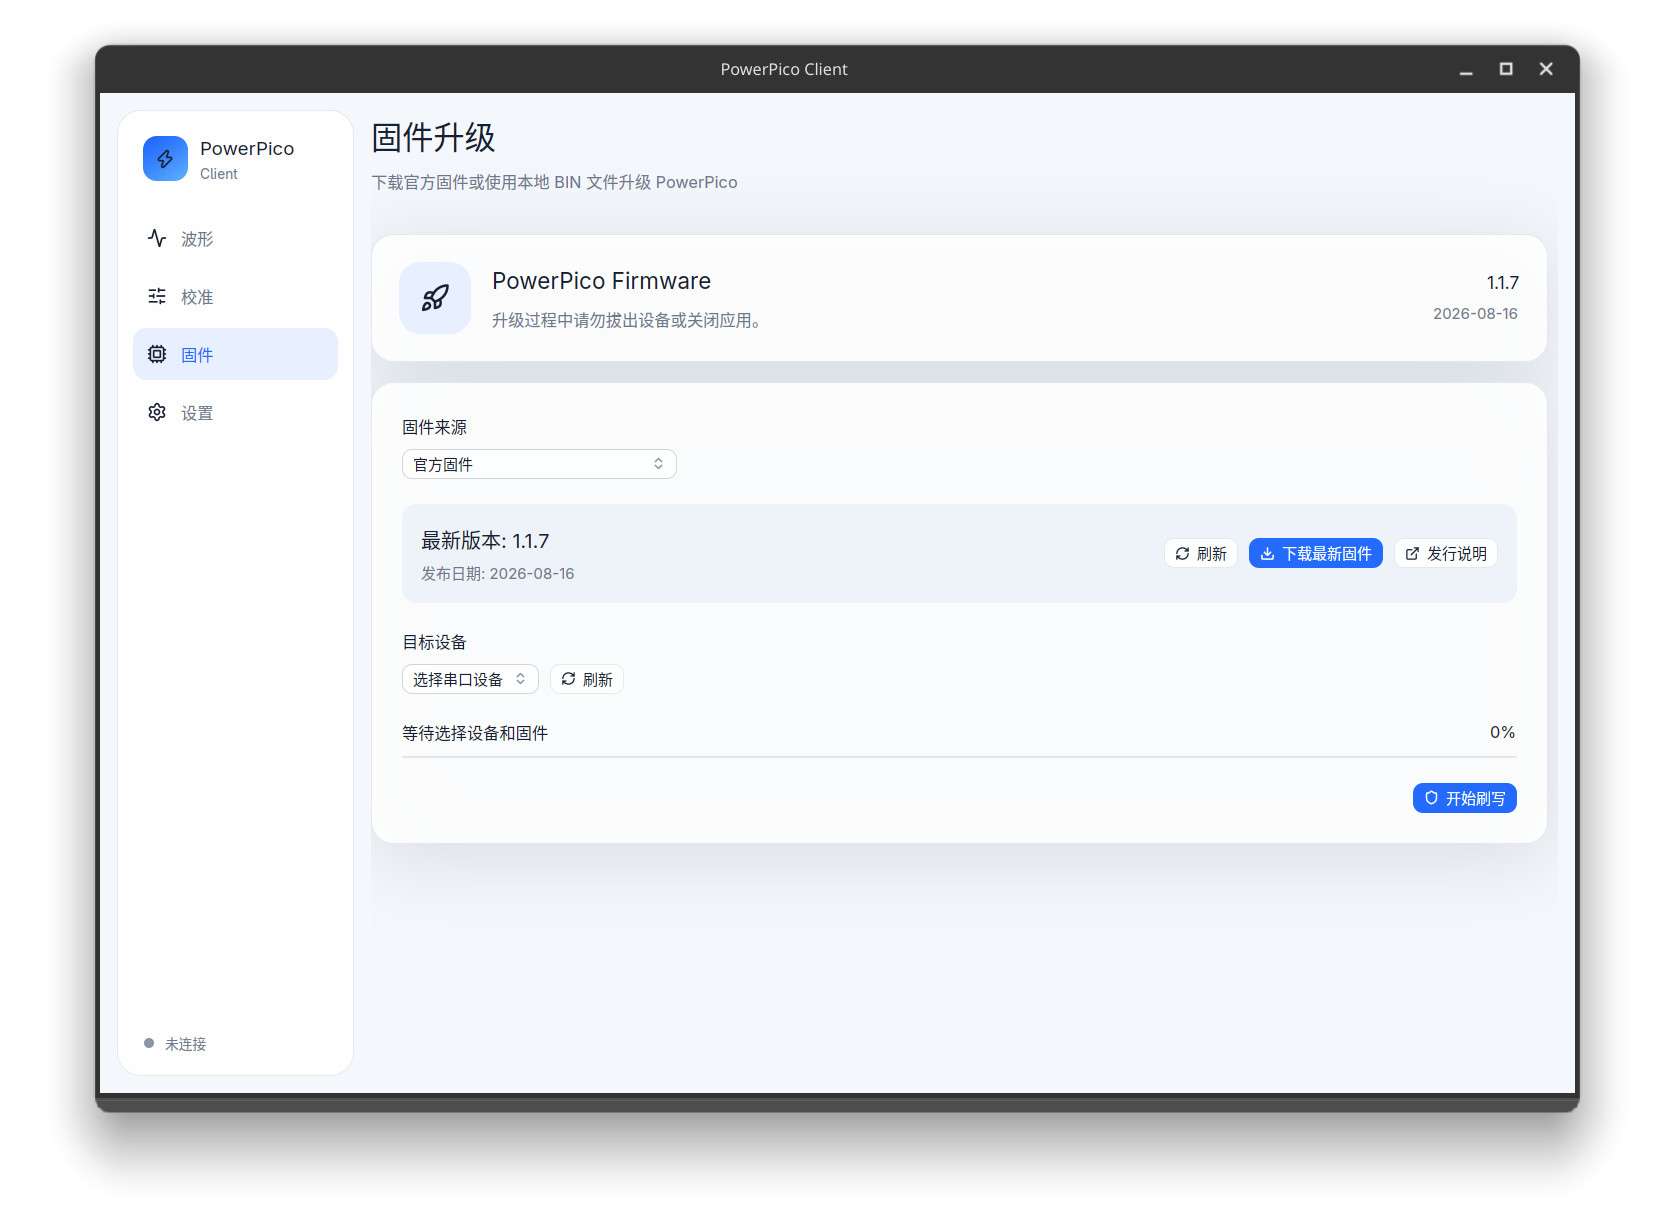 PowerPico Client
PowerPico
Client
波形
校准
固件
设置
未连接
固件升级
下载官方固件或使用本地 BIN 文件升级 PowerPico
PowerPico Firmware
升级过程中请勿拔出设备或关闭应用。
1.1.7
2026-08-16
固件来源
官方固件
最新版本: 1.1.7
发布日期: 2026-08-16
刷新
下载最新固件
发行说明
目标设备
选择串口设备
刷新
等待选择设备和固件
0%
开始刷写